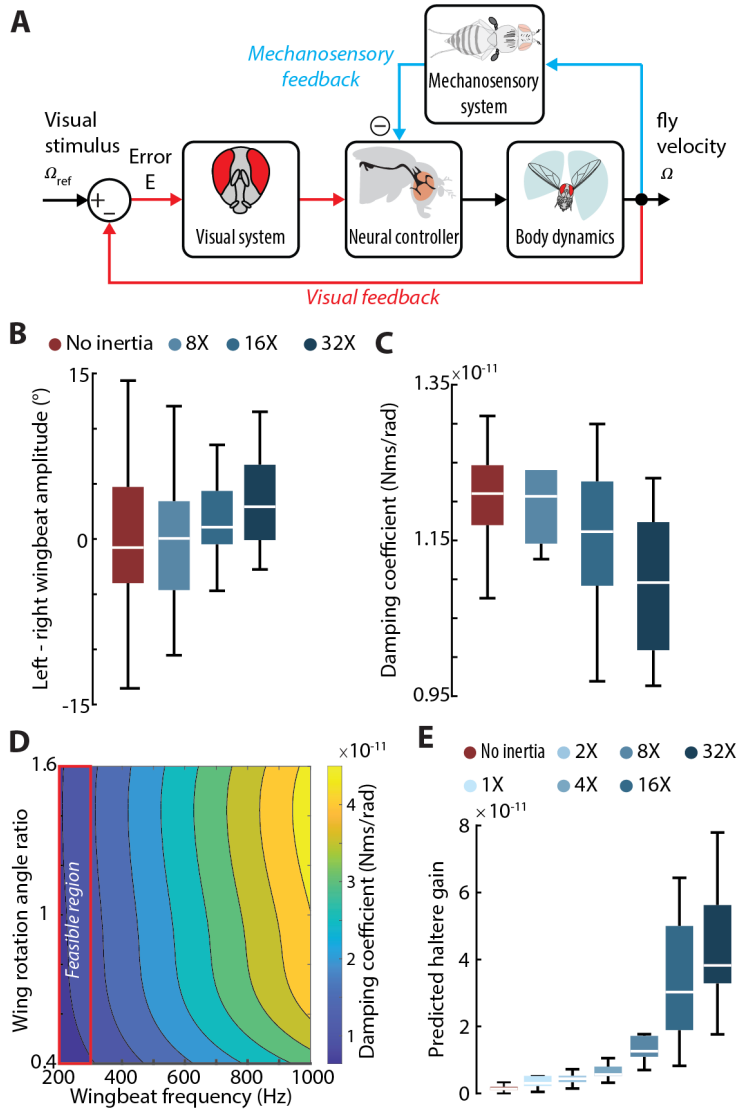 A
Mechanosensory
feedback
Mechanosensory
system
Visual
stimulus
Ωref
Error
E
+
−
−
fly
velocity
Ω
Visual system
Neural controller
Body dynamics
Visual feedback
B
No inertia 8X 16X 32X
Left - right wingbeat amplitude (°)
15
0
-15
C
×10⁻¹¹
Damping coefficient (Nms/rad)
1.35
1.15
0.95
D
×10⁻¹¹
Wing rotation angle ratio
1.6
1
0.4
Feasible region
200 400 600 800 1000
Wingbeat frequency (Hz)
4
3
2
1
Damping coefficient (Nms/rad)
E
No inertia 2X 8X 32X
1X 4X 16X
× 10⁻¹¹
Predicted haltere gain
8
6
4
2
0